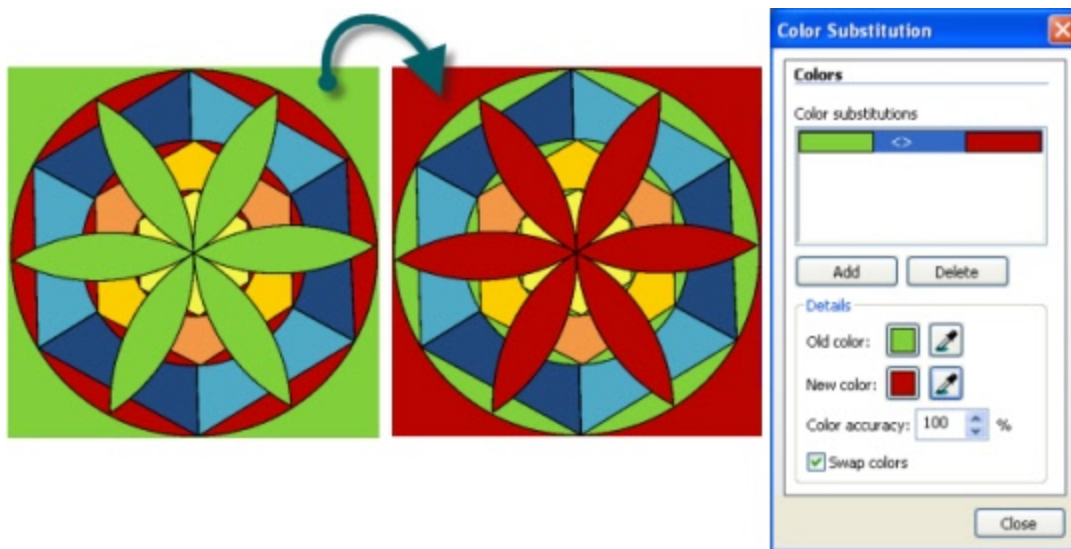 Color Substitution
Colors
Color substitutions
<>
Add Delete
Details
Old color:
New color:
Color accuracy: 100 %
Swap colors
Close